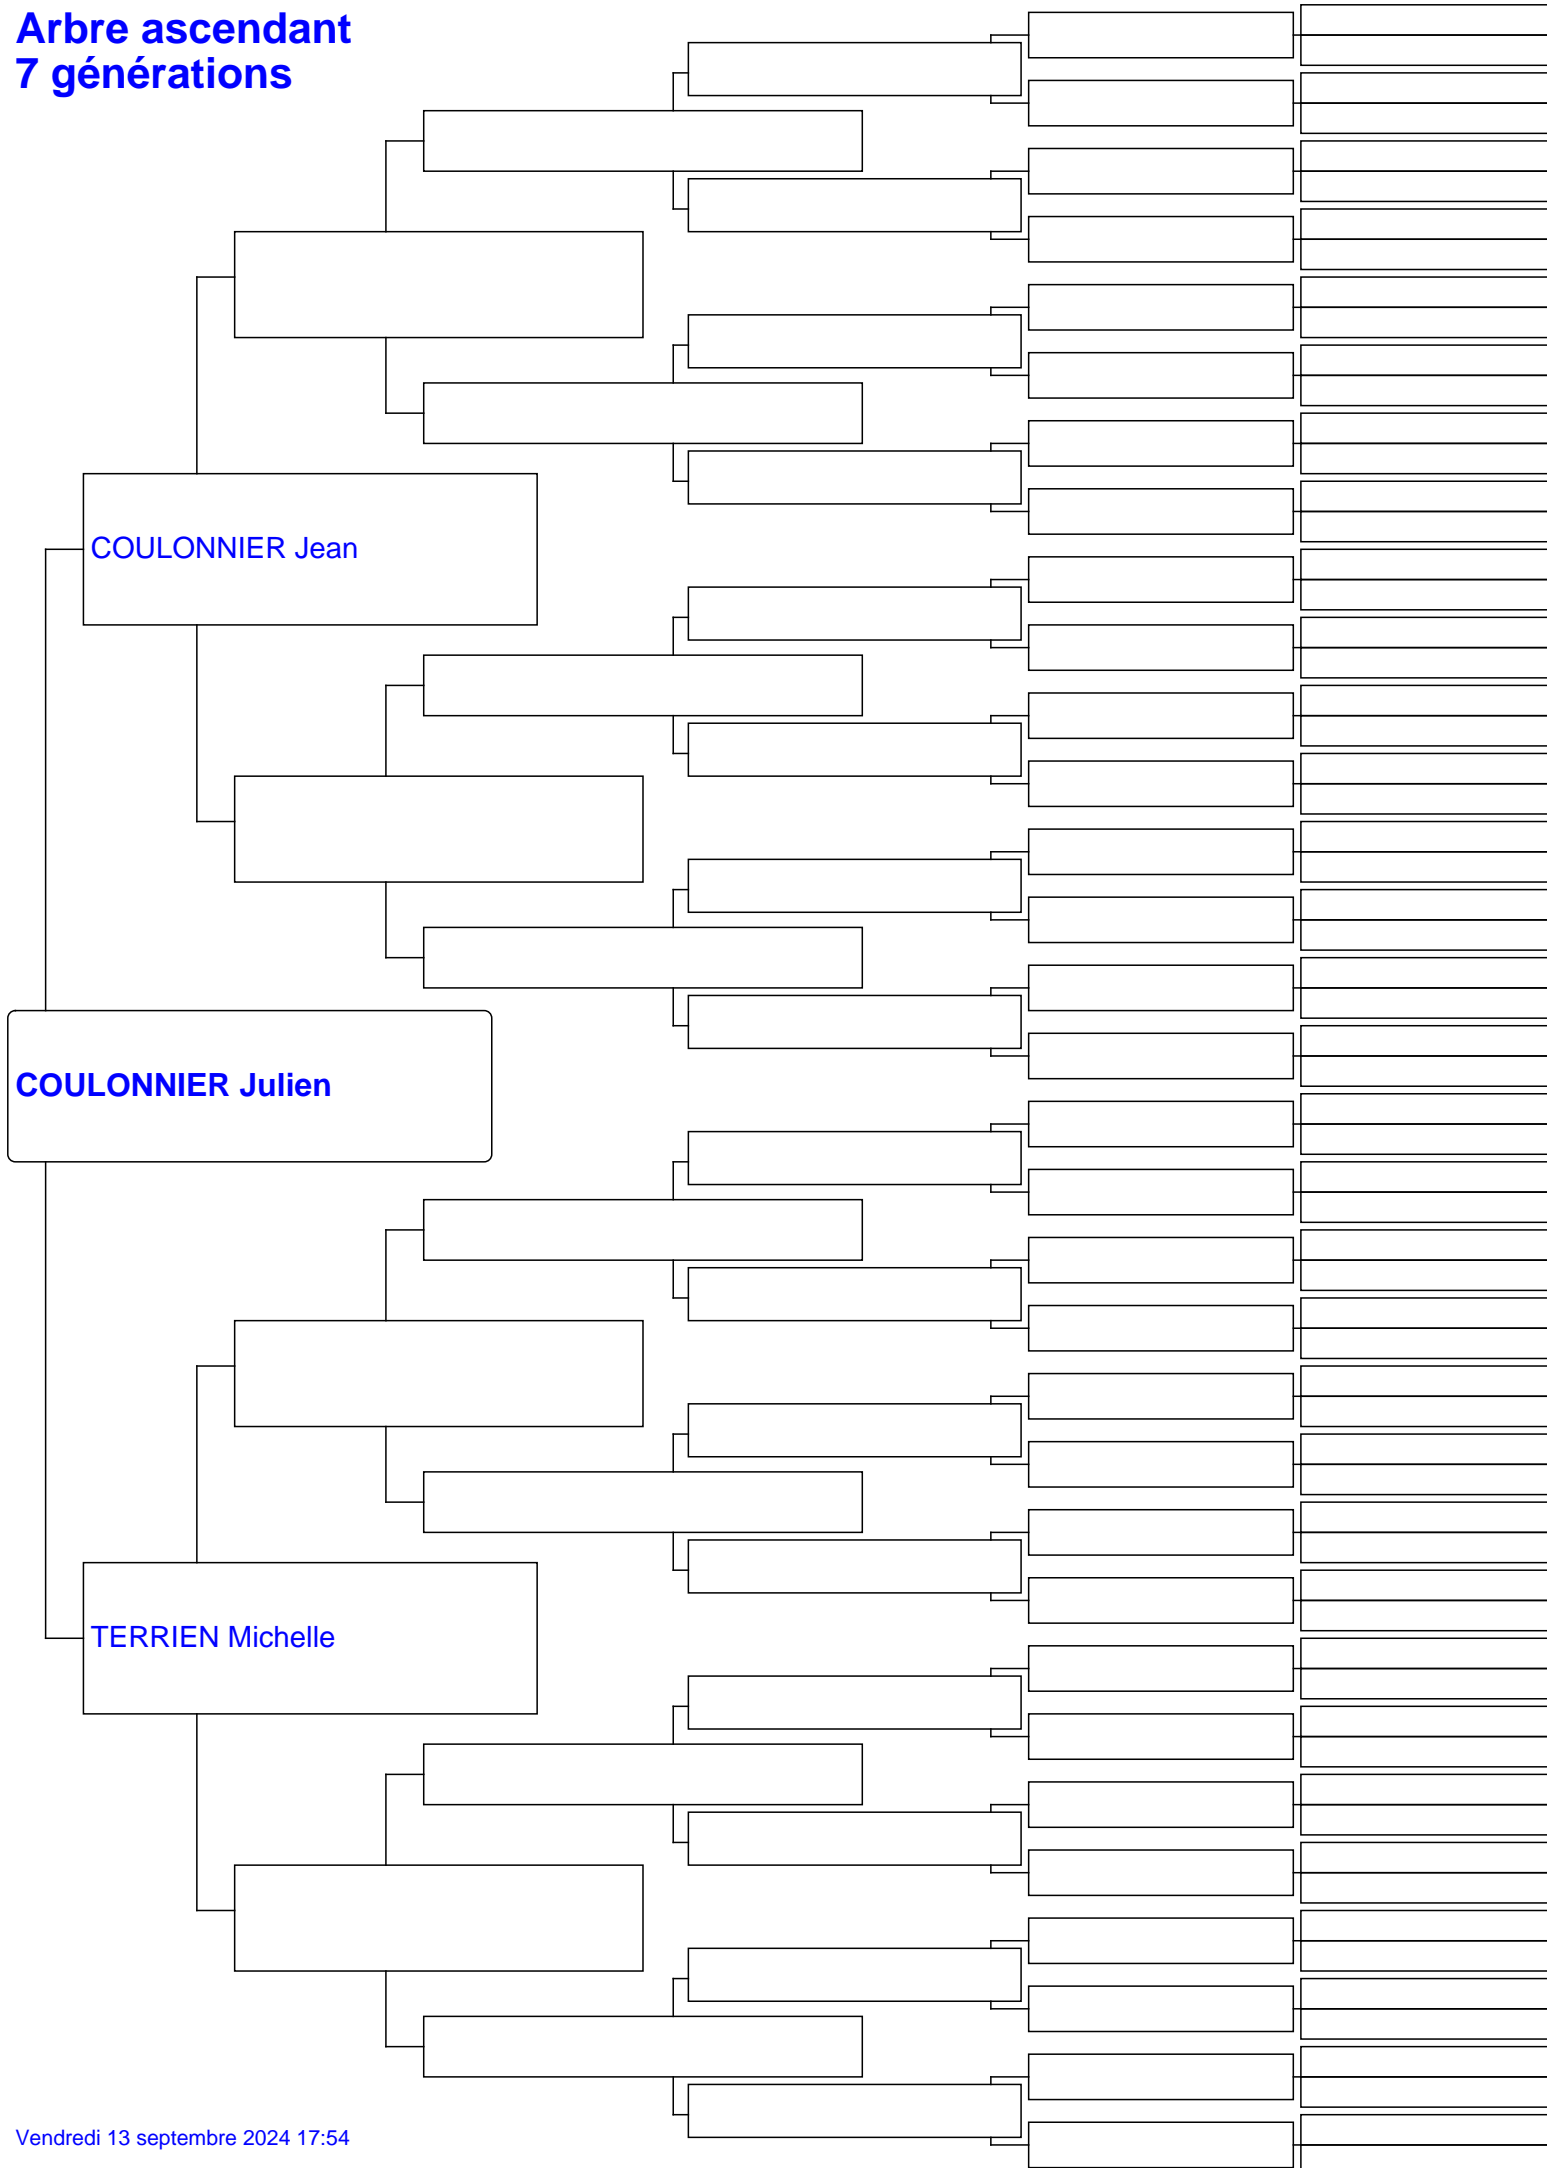 Arbre ascendant
7 générations
COULONNIER Jean
COULONNIER Julien
TERRIEN Michelle
Vendredi 13 septembre 2024 17:54